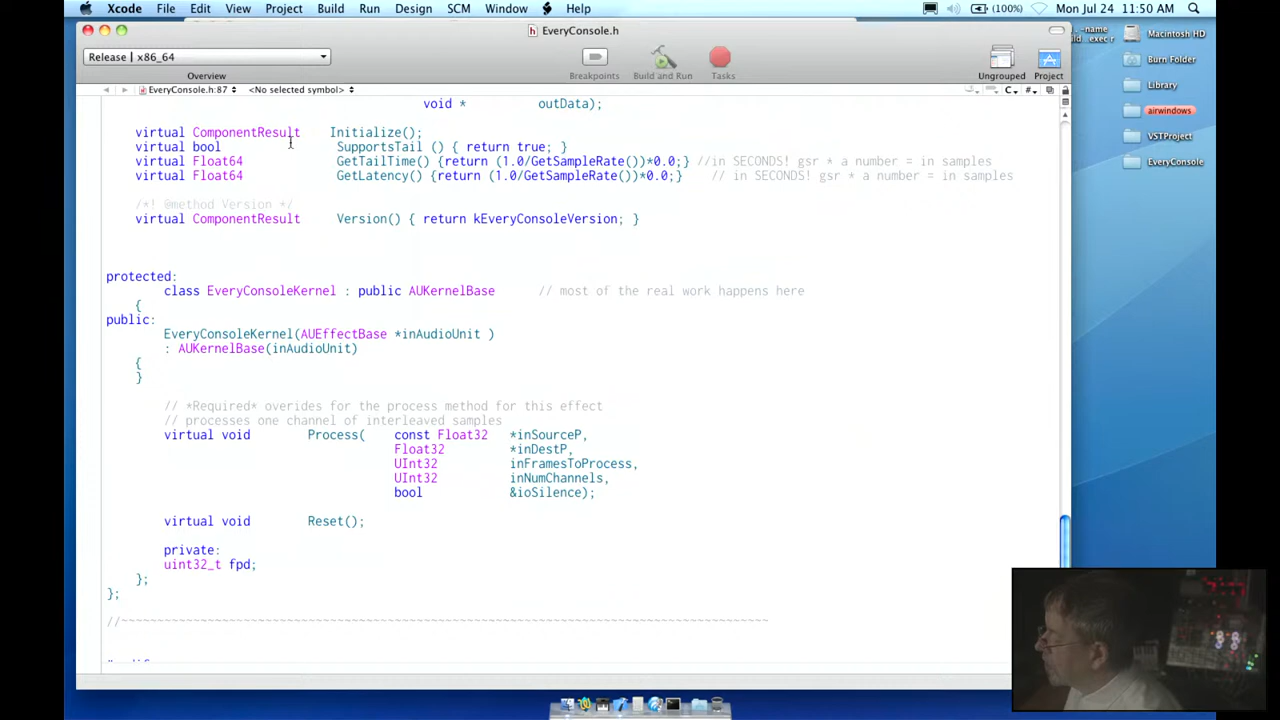 Xcode File Edit View Project Build Run Design SCM Window Help (100%) Mon Jul 24 11:50 AM
EveryConsole.h
Release | x86_64
Overview Breakpoints Build and Run Tasks Ungrouped Project
EveryConsole.h:87 <No selected symbol> C #
void * outData);
virtual ComponentResult Initialize();
virtual bool SupportsTail () { return true; }
virtual Float64 GetTailTime() {return (1.0/GetSampleRate())*0.0;} //in SECONDS! gsr * a number = in samples
virtual Float64 GetLatency() {return (1.0/GetSampleRate())*0.0;} // in SECONDS! gsr * a number = in samples
/*! @method Version */
virtual ComponentResult Version() { return kEveryConsoleVersion; }
protected:
class EveryConsoleKernel : public AUKernelBase // most of the real work happens here
{
public:
EveryConsoleKernel(AUEffectBase *inAudioUnit )
: AUKernelBase(inAudioUnit)
{
}
// *Required* overides for the process method for this effect
// processes one channel of interleaved samples
virtual void Process( const Float32 *inSourceP,
Float32 *inDestP,
UInt32 inFramesToProcess,
UInt32 inNumChannels,
bool &ioSilence);
virtual void Reset();
private:
uint32_t fpd;
};
};
//~~~~~~~~~~~~~~~~~~~~~~~~~~~~~~~~~~~~~~~~~~~~~~~~~~~~~~~~~~~~~~~~~~~~~~~~~~~~~~~~~~~~~~~~~~
-name
exec r
Macintosh HD
Burn Folder
Library
airwindows
VSTProject
EveryConsole